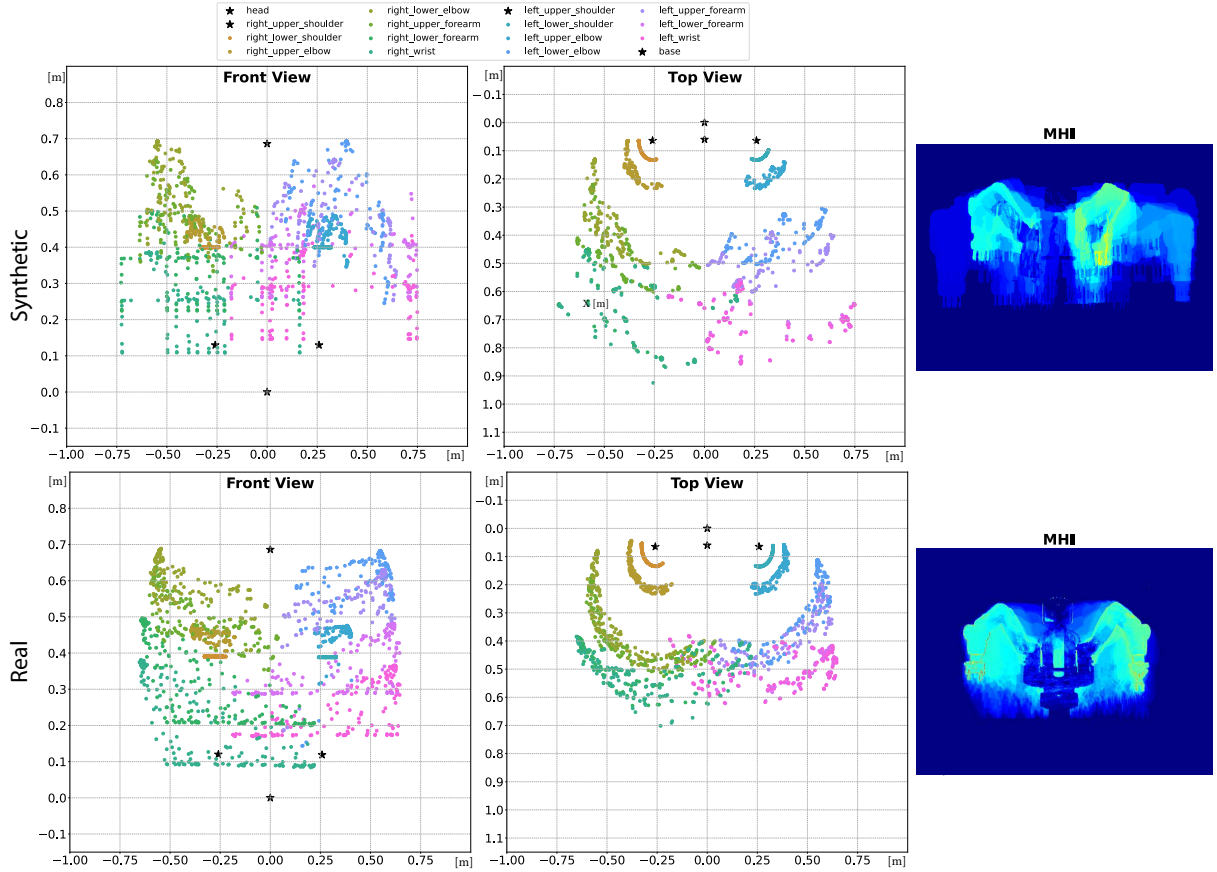 head right_lower_elbow left_upper_shoulder left_upper_forearm
right_upper_shoulder right_upper_forearm left_lower_shoulder left_lower_forearm
right_lower_shoulder right_lower_forearm left_upper_elbow left_wrist
right_upper_elbow right_wrist left_lower_elbow base
[m] Front View
0.8
0.7
0.6
0.5
0.4
0.3
0.2
0.1
0.0
−0.1
−1.00 −0.75 −0.50 −0.25 0.00 0.25 0.50 0.75
[m]
Synthetic
[m] Top View
−0.1
0.0
0.1
0.2
0.3
0.4
0.5
0.6
0.7
0.8
0.9
1.0
1.1
X [m]
−1.00 −0.75 −0.50 −0.25 0.00 0.25 0.50 0.75
[m]
MHI
[m] Front View
0.8
0.7
0.6
0.5
0.4
0.3
0.2
0.1
0.0
−0.1
−1.00 −0.75 −0.50 −0.25 0.00 0.25 0.50 0.75
[m]
Real
[m] Top View
−0.1
0.0
0.1
0.2
0.3
0.4
0.5
0.6
0.7
0.8
0.9
1.0
1.1
−1.00 −0.75 −0.50 −0.25 0.00 0.25 0.50 0.75
[m]
MHI